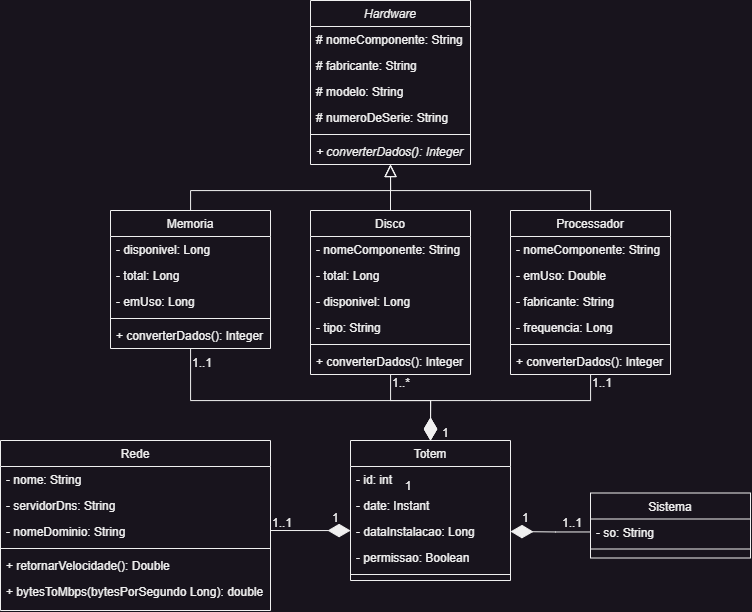 Hardware
# nomeComponente: String
# fabricante: String
# modelo: String
# numeroDeSerie: String
+ converterDados(): Integer
Memoria
- disponivel: Long
- total: Long
- emUso: Long
+ converterDados(): Integer
1..1
Disco
- nomeComponente: String
- total: Long
- disponivel: Long
- tipo: String
+ converterDados(): Integer
1..*
Processador
- nomeComponente: String
- emUso: Double
- fabricante: String
- frequencia: Long
+ converterDados(): Integer
1..1
1
Rede
- nome: String
- servidorDns: String
- nomeDominio: String
+ retornarVelocidade(): Double
+ bytesToMbps(bytesPorSegundo Long): double
1..1
1
Totem
- id: int
1
- date: Instant
- dataInstalacao: Long
- permissao: Boolean
1
1..1
Sistema
- so: String